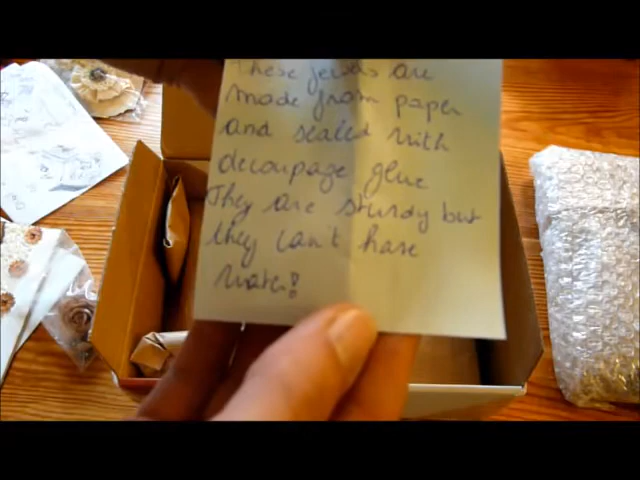 These jewels are
made from paper
and sealed with
decoupage glue
They are sturdy but
they can't have
water!